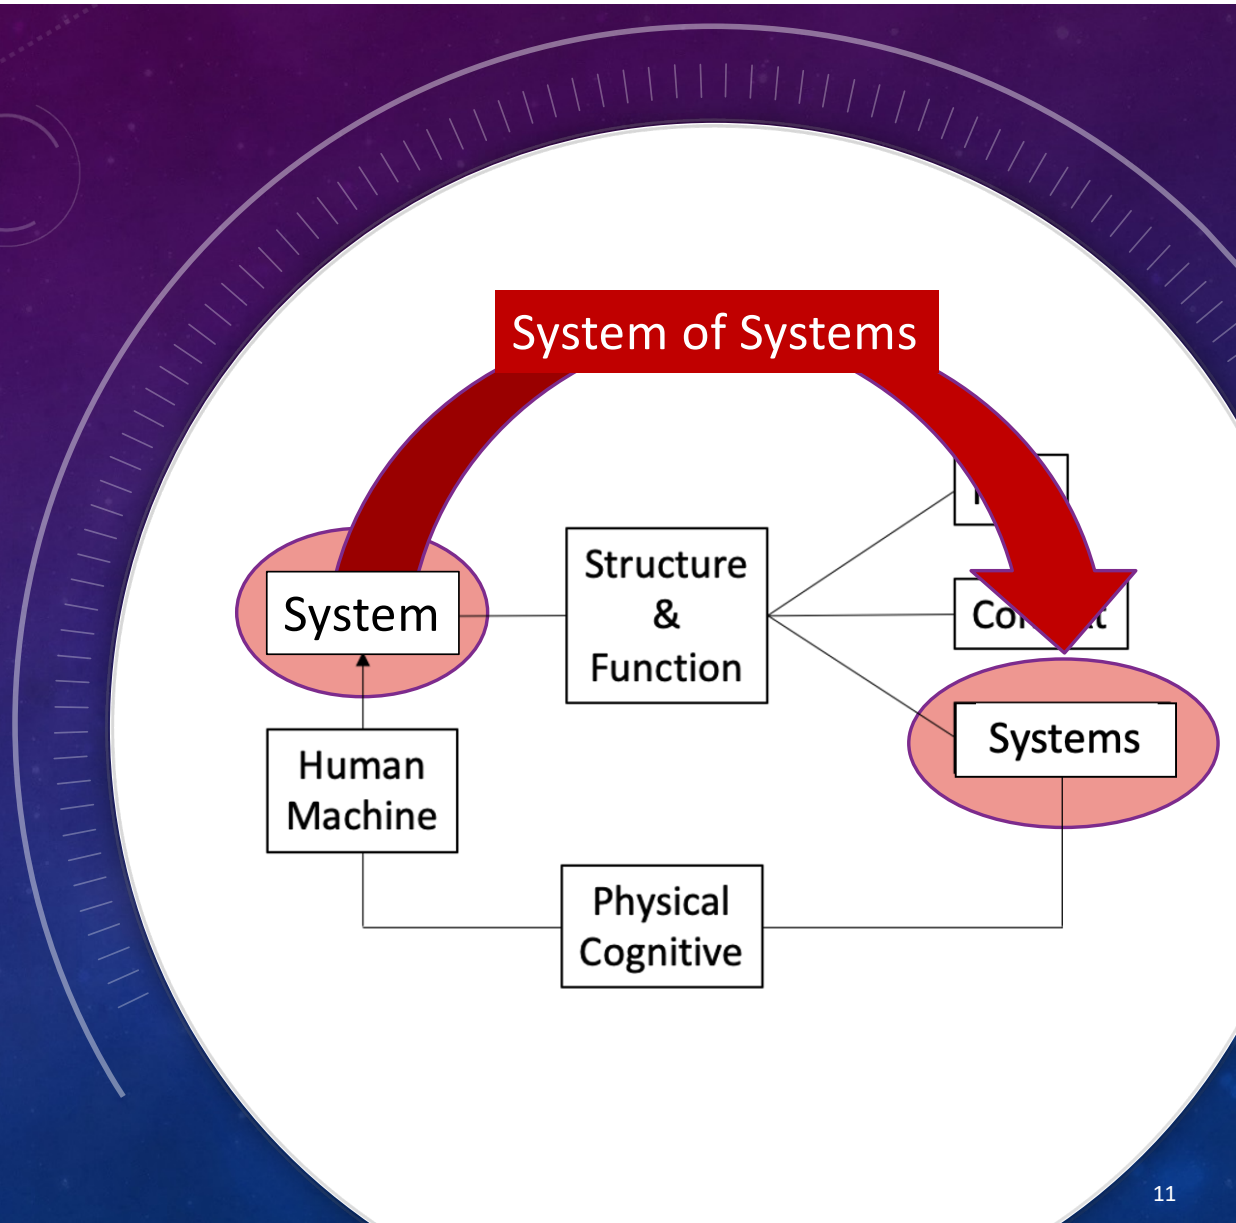 System of Systems
Structure
&
Function
System
Systems
Human
Machine
Physical
Cognitive
11